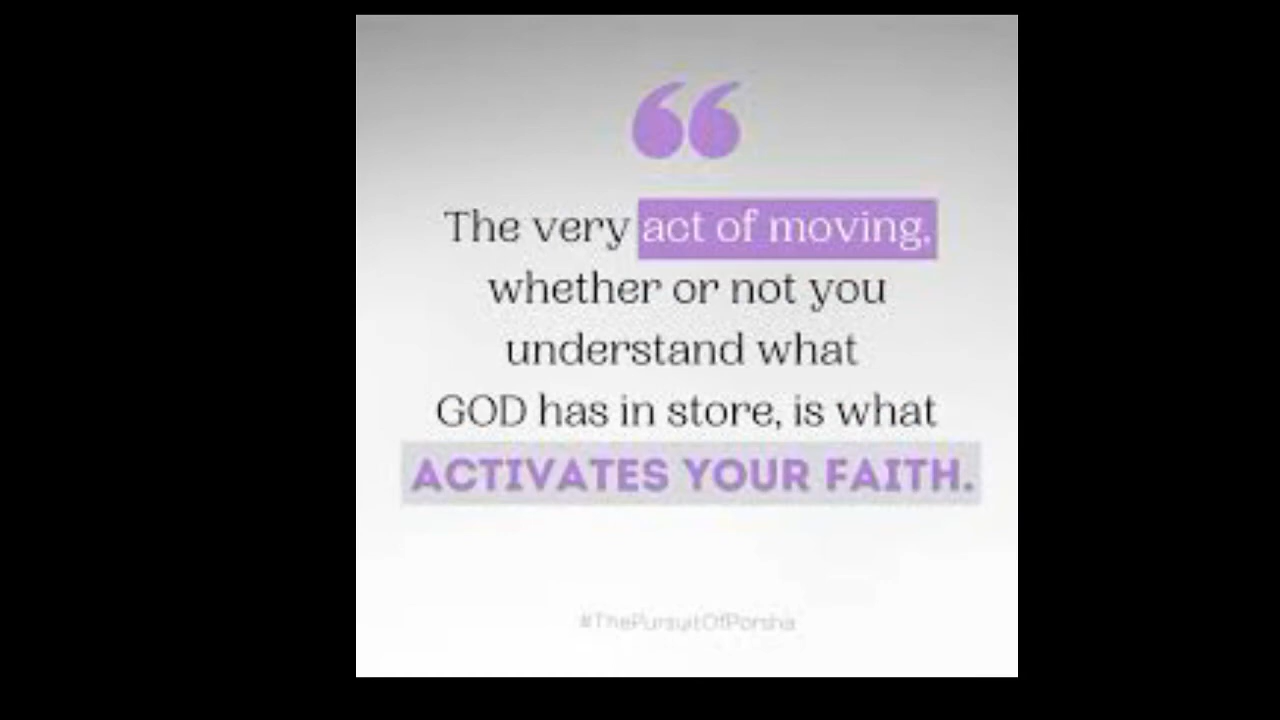 “
The very act of moving,
whether or not you
understand what
GOD has in store, is what
ACTIVATES YOUR FAITH.
#ThePursuitOfPorsha